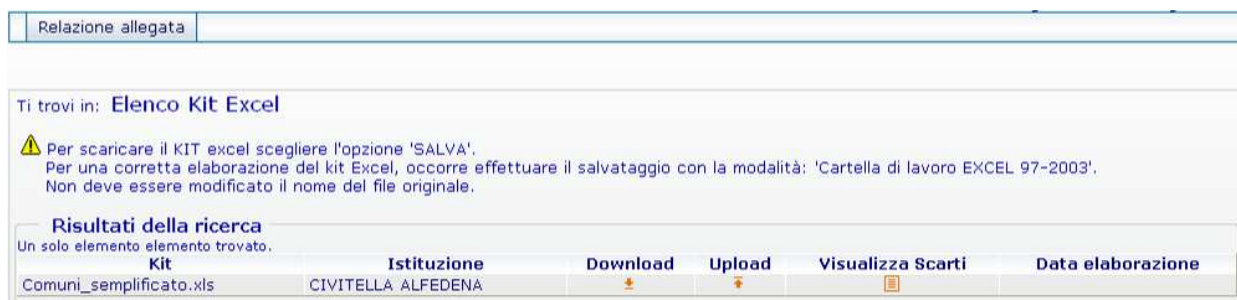 Relazione allegata
Ti trovi in: Elenco Kit Excel
Per scaricare il KIT excel scegliere l'opzione 'SALVA'.
Per una corretta elaborazione del kit Excel, occorre effettuare il salvataggio con la modalità: 'Cartella di lavoro EXCEL 97-2003'.
Non deve essere modificato il nome del file originale.
Risultati della ricerca
Un solo elemento elemento trovato.
Kit Istituzione Download Upload Visualizza Scarti Data elaborazione
Comuni_semplificato.xls CIVITELLA ALFEDENA